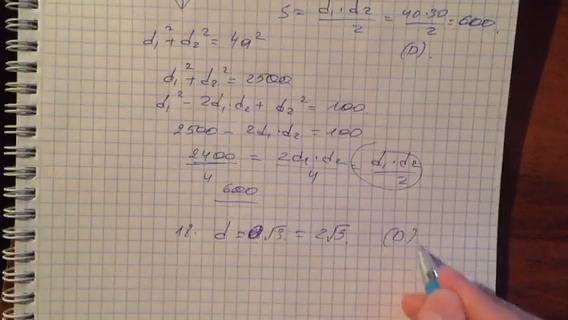 S = d₁·d₂/2 = 40·30/2 = 600.
(D).
d₁² + d₂² = 4a²
d₁² + d₂² = 2500
d₁² - 2d₁·d₂ + d₂² = 100
2500 - 2d₁·d₂ = 100
2400/4 = 2d₁·d₂/4 = d₁·d₂/2
600
18. d = a√3 = 2√3. (D)